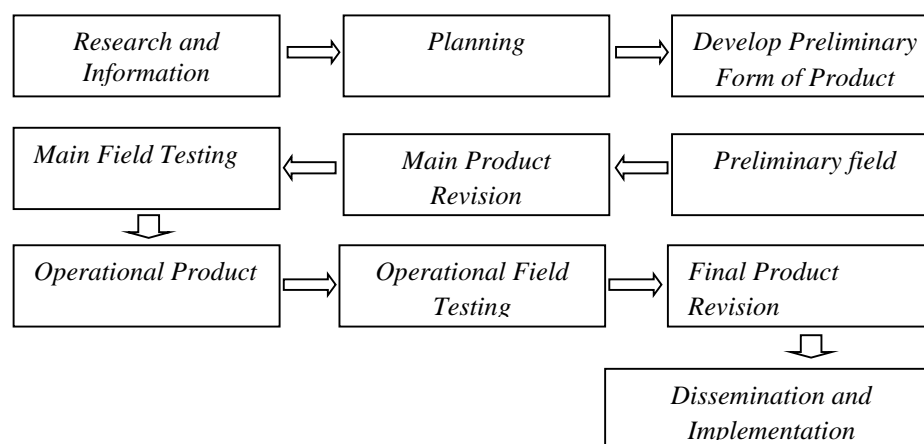 Research and
Information
Planning
Develop Preliminary
Form of Product
Main Field Testing
Main Product
Revision
Preliminary field
Operational Product
Operational Field
Testing
Final Product
Revision
Dissemination and
Implementation